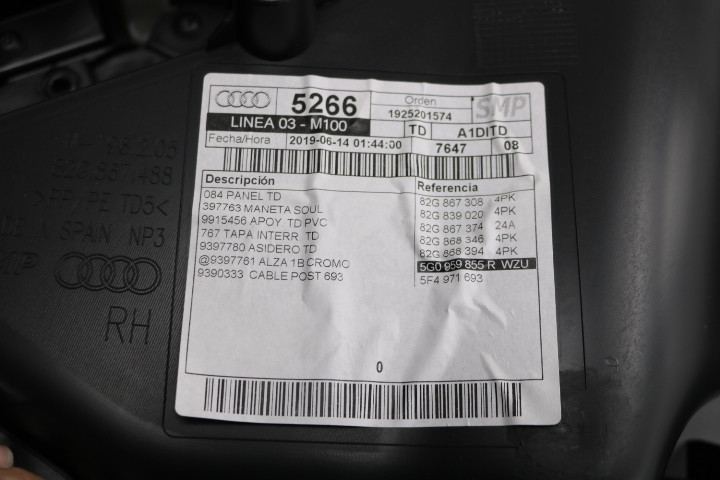 5266
Orden
1925201574
SMP
LINEA 03 - M100
TD
A1DITD
Fecha/Hora
2019-06-14 01:44:00
7647
08
Descripción
Referencia
084 PANEL TD
82G 867 308 4PK
397763 MANETA SOUL
82G 839 020 4PK
9915456 APOY TD PVC
82G 867 374 24A
767 TAPA INTERR TD
82G 868 346 4PK
9397780 ASIDERO TD
82G 868 394 4PK
@9397761 ALZA 1B CROMO
5G0 959 855 R WZU
9390333 CABLE POST 693
5F4 971 693
0
TD5<
SPAIN NP3
RH